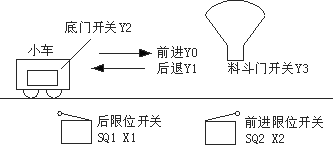 底门开关Y2
小车
前进Y0
后退Y1
料斗门开关Y3
后限位开关
SQ1 X1
前进限位开关
SQ2 X2